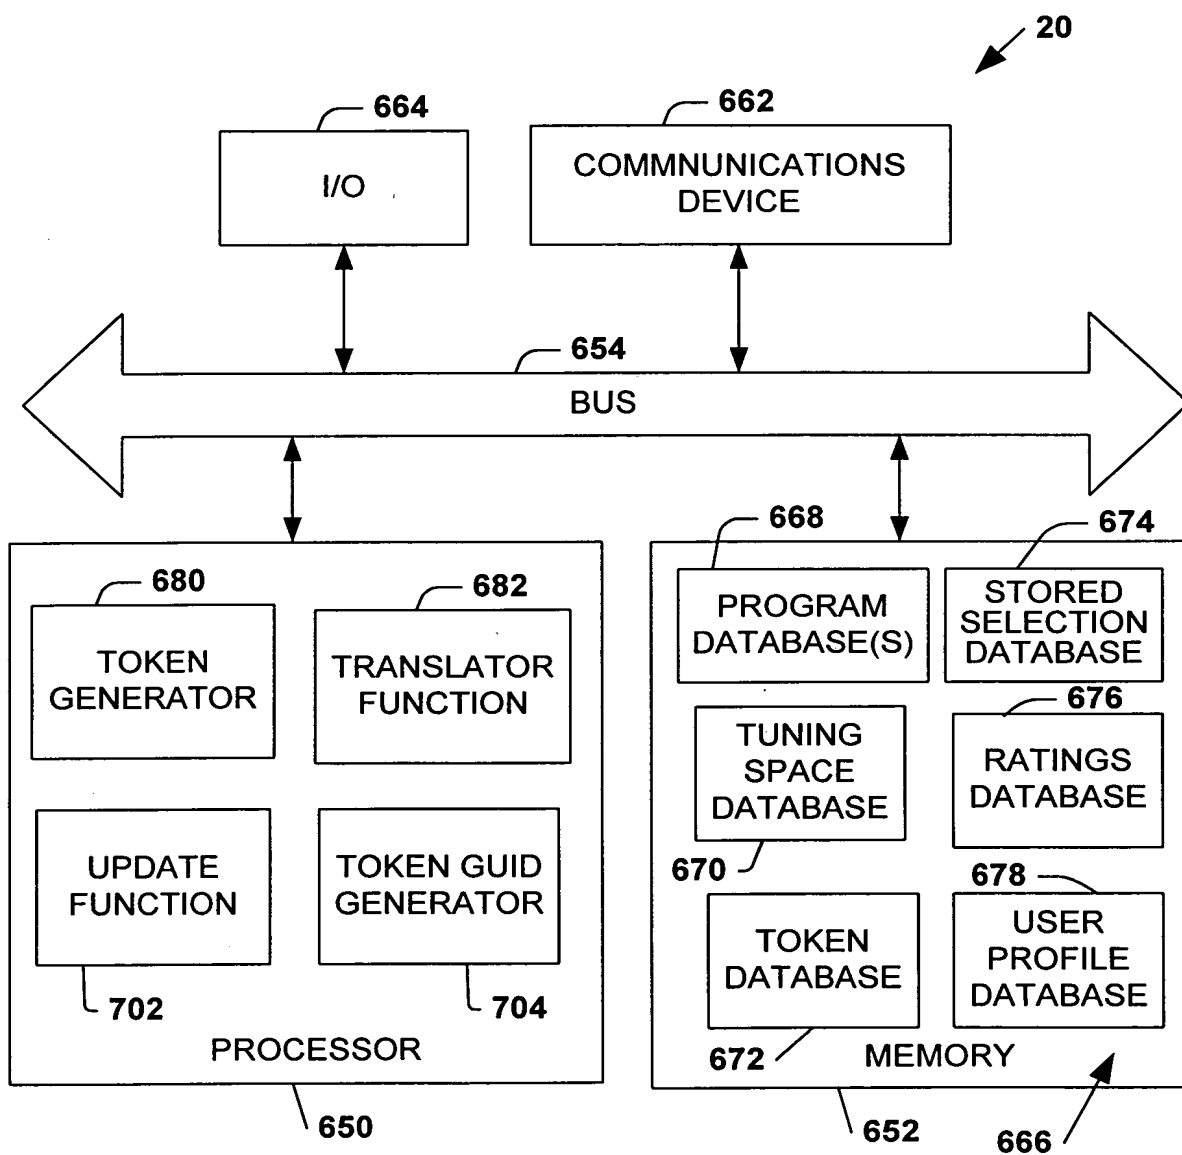 20
664
662
I/O
COMMNUNICATIONS
DEVICE
654
BUS
668
674
680
682
PROGRAM
DATABASE(S)
STORED
SELECTION
DATABASE
TOKEN
GENERATOR
TRANSLATOR
FUNCTION
676
TUNING
SPACE
DATABASE
RATINGS
DATABASE
670
678
UPDATE
FUNCTION
TOKEN GUID
GENERATOR
TOKEN
DATABASE
USER
PROFILE
DATABASE
702
704
672
PROCESSOR
MEMORY
650
652
666